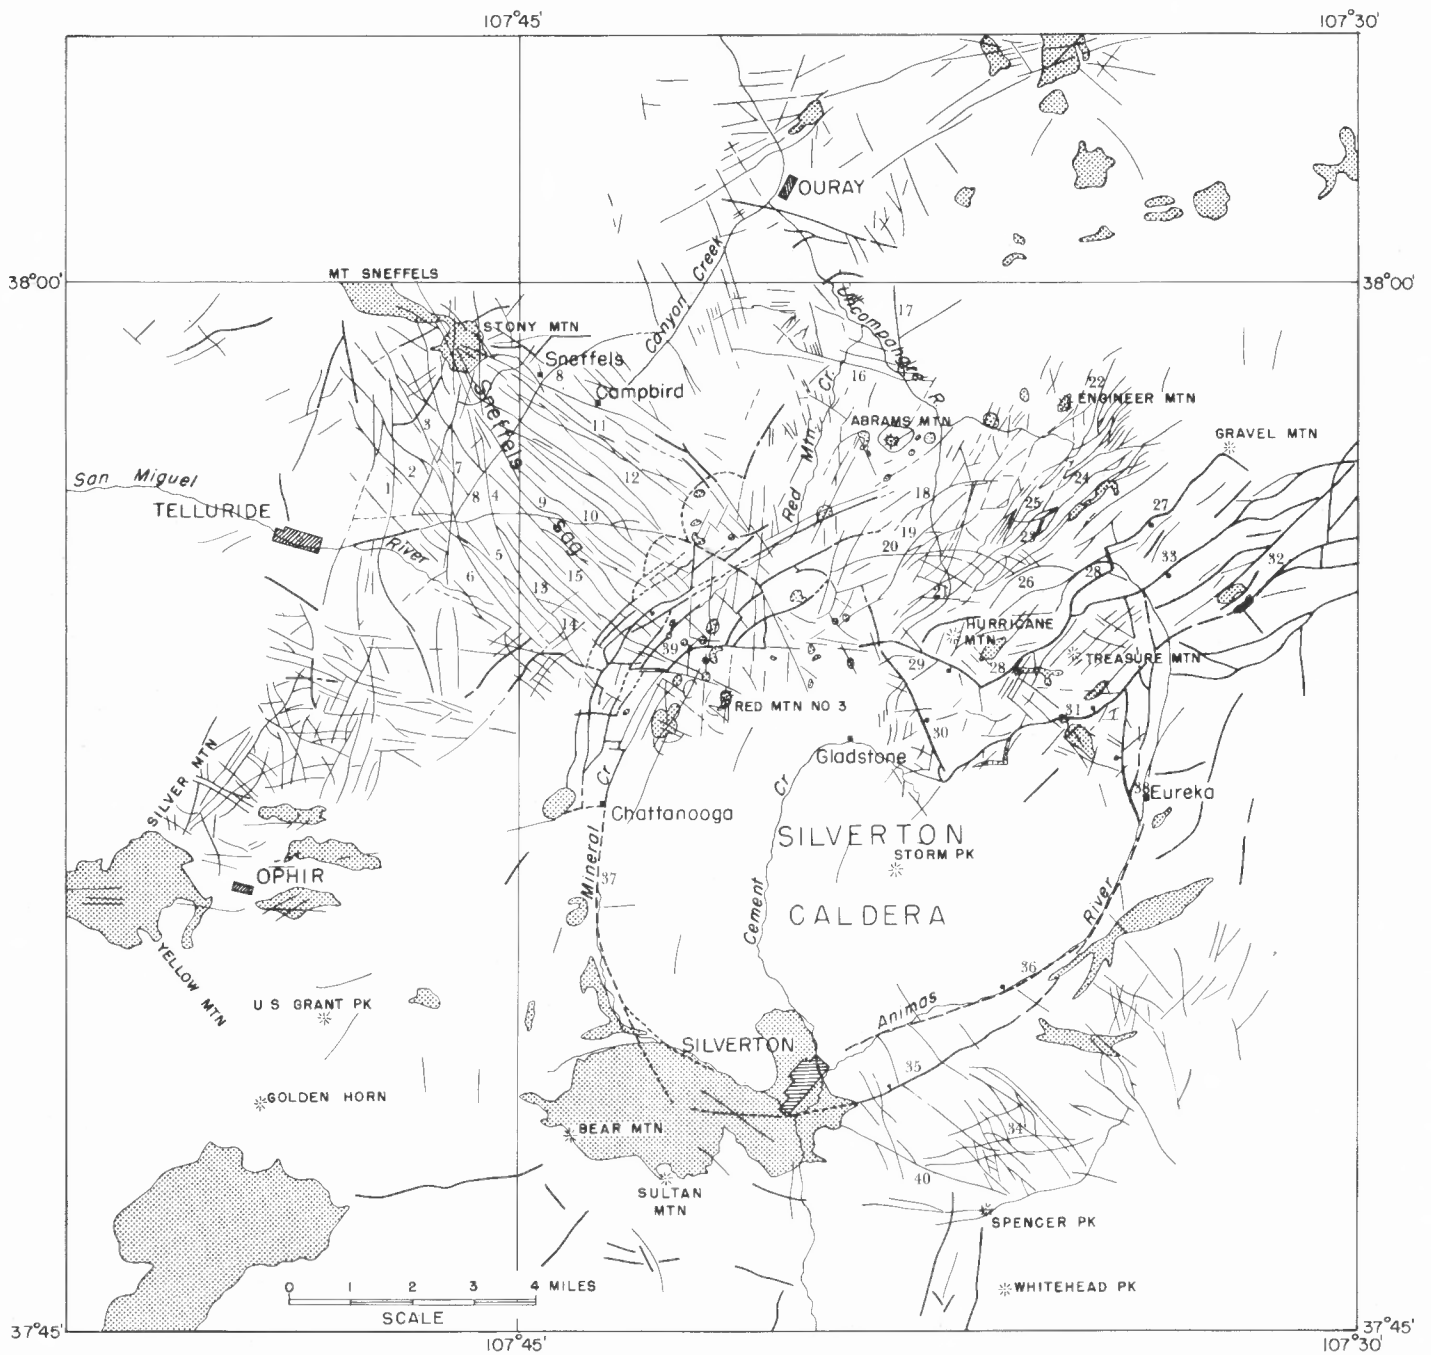 107°45'
107°30'
OURAY
Canyon Creek
38°00'
MT SNEFFELS
38°00'
Uncompahgre R
17
STONY MTN
Sneffels
8
Campbird
16
Red Mtn. Cr.
22
ENGINEER MTN
Sneffels Sag
3
11
ABRAMS MTN
GRAVEL MTN
San Miguel River
1
2
7
12
8
4
9
10
18
24
25
27
TELLURIDE
23
19
20
5
6
13
15
26
28
33
32
21
14
39
HURRICANE
MTN
29
28
TREASURE MTN
RED MTN NO 3
31
30
Gladstone
SILVER MTN
Mineral Cr
Chattanooga
Cement Cr
38
Eureka
SILVERTON
STORM PK
OPHIR
37
CALDERA
YELLOW MTN
Animas River
36
U S GRANT PK
SILVERTON
35
GOLDEN HORN
BEAR MTN
34
40
SULTAN
MTN
SPENCER PK
0 1 2 3 4 MILES
SCALE
WHITEHEAD PK
37°45'
37°45'
107°45'
107°30'